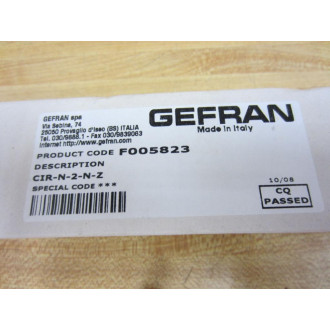 GEFRAN spa
Via Sebina, 74
25050 Provaglio d'Iseo (BS) ITALIA
Tel. 030/9888.1 - Fax 030/9839063
Internet http://www.gefran.com
GEFRAN
Made in Italy
PRODUCT CODE F005823
DESCRIPTION
CIR-N-2-N-Z
SPECIAL CODE ***
10/08
CQ
PASSED